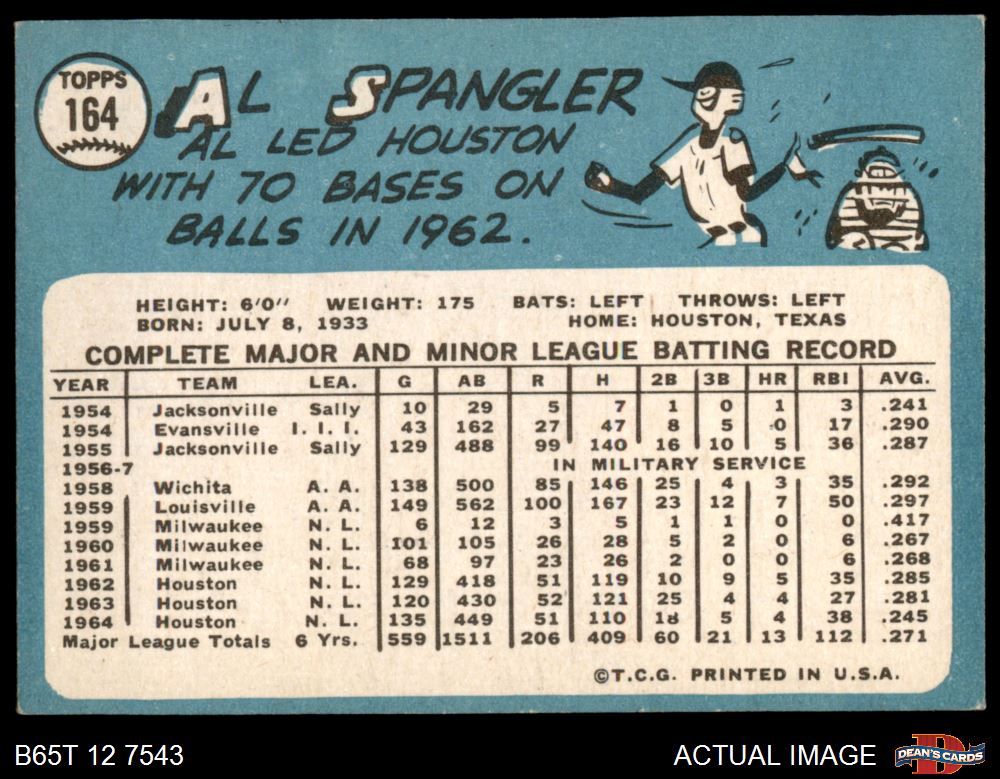 TOPPS
164
AL SPANGLER
AL LED HOUSTON
WITH 70 BASES ON
BALLS IN 1962.
HEIGHT: 6'0" WEIGHT: 175 BATS: LEFT THROWS: LEFT
BORN: JULY 8, 1933 HOME: HOUSTON, TEXAS
COMPLETE MAJOR AND MINOR LEAGUE BATTING RECORD
YEAR TEAM LEA. G AB R H 2B 3B HR RBI AVG.
1954 Jacksonville Sally 10 29 5 7 1 0 1 3 .241
1954 Evansville I. I. I. 43 162 27 47 8 5 0 17 .290
1955 Jacksonville Sally 129 488 99 140 16 10 5 36 .287
1956-7 IN MILITARY SERVICE
1958 Wichita A. A. 138 500 85 146 25 4 3 35 .292
1959 Louisville A. A. 149 562 100 167 23 12 7 50 .297
1959 Milwaukee N. L. 6 12 3 5 1 1 0 0 .417
1960 Milwaukee N. L. 101 105 26 28 5 2 0 6 .267
1961 Milwaukee N. L. 68 97 23 26 2 0 0 6 .268
1962 Houston N. L. 129 418 51 119 10 9 5 35 .285
1963 Houston N. L. 120 430 52 121 25 4 4 27 .281
1964 Houston N. L. 135 449 51 110 18 5 4 38 .245
Major League Totals 6 Yrs. 559 1511 206 409 60 21 13 112 .271
©T.C.G. PRINTED IN U.S.A.
B65T 12 7543 ACTUAL IMAGE DEAN'S CARDS